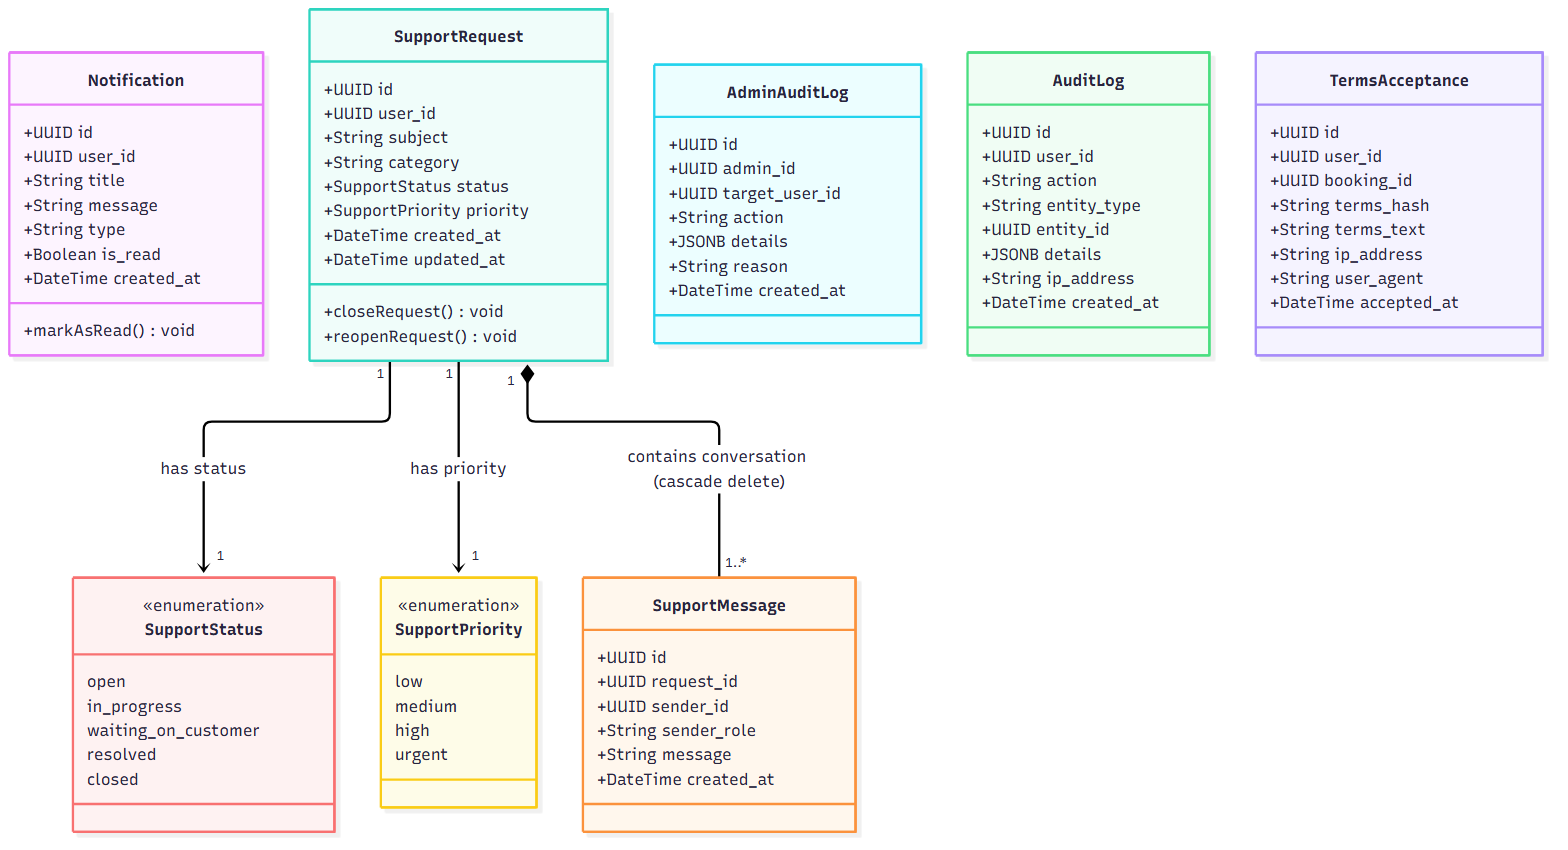 Notification
+UUID id
+UUID user_id
+String title
+String message
+String type
+Boolean is_read
+DateTime created_at
+markAsRead() : void
SupportRequest
+UUID id
+UUID user_id
+String subject
+String category
+SupportStatus status
+SupportPriority priority
+DateTime created_at
+DateTime updated_at
+closeRequest() : void
+reopenRequest() : void
AdminAuditLog
+UUID id
+UUID admin_id
+UUID target_user_id
+String action
+JSONB details
+String reason
+DateTime created_at
AuditLog
+UUID id
+UUID user_id
+String action
+String entity_type
+UUID entity_id
+JSONB details
+String ip_address
+DateTime created_at
TermsAcceptance
+UUID id
+UUID user_id
+UUID booking_id
+String terms_hash
+String terms_text
+String ip_address
+String user_agent
+DateTime accepted_at
1
1
1
has status
has priority
contains conversation
(cascade delete)
1
1
1..*
«enumeration»
SupportStatus
open
in_progress
waiting_on_customer
resolved
closed
«enumeration»
SupportPriority
low
medium
high
urgent
SupportMessage
+UUID id
+UUID request_id
+UUID sender_id
+String sender_role
+String message
+DateTime created_at